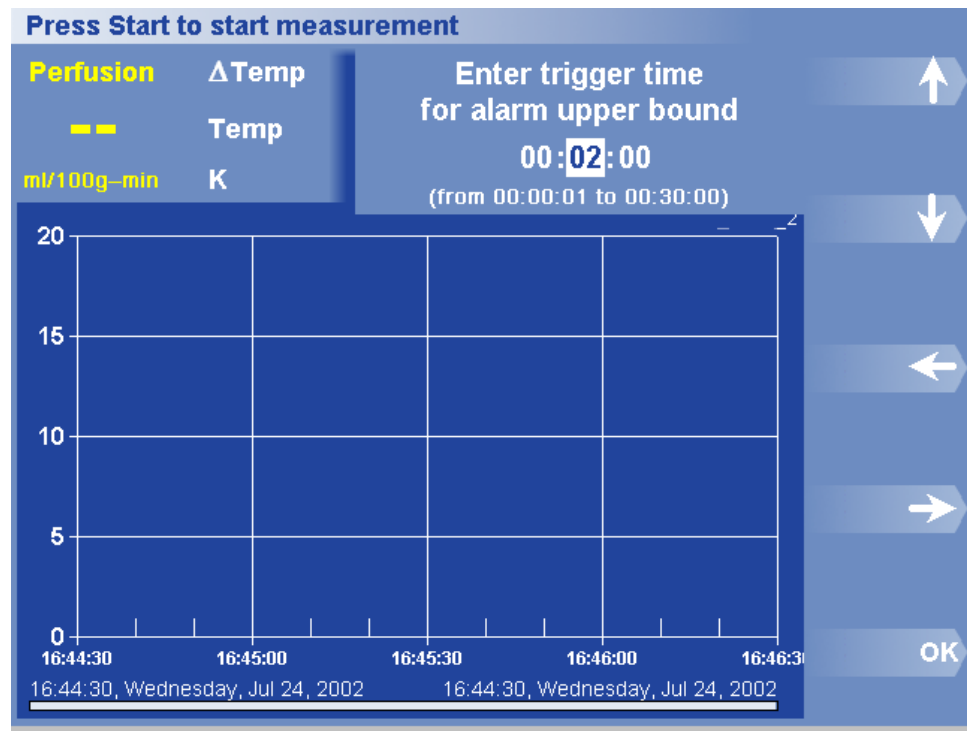 Press Start to start measurement
Perfusion ΔTemp
-- Temp
ml/100g–min K
Enter trigger time
for alarm upper bound
00:02:00
(from 00:00:01 to 00:30:00)
20
15
10
5
0
16:44:30 16:45:00 16:45:30 16:46:00 16:46:3
16:44:30, Wednesday, Jul 24, 2002 16:44:30, Wednesday, Jul 24, 2002
OK